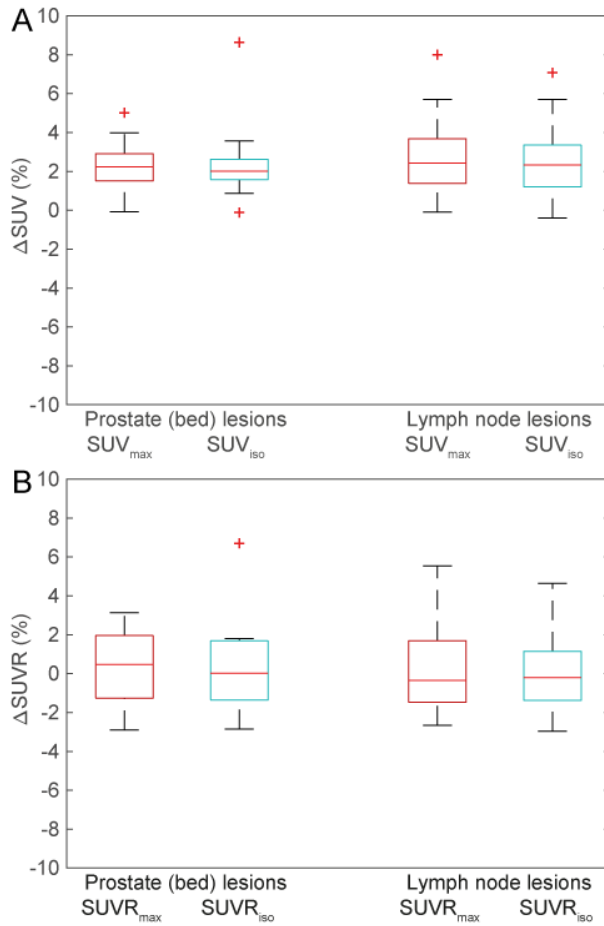 A
10
8
6
4
2
0
-2
-4
-6
-8
-10
ΔSUV (%)
Prostate (bed) lesions Lymph node lesions
SUVmax SUViso SUVmax SUViso
B
10
8
6
4
2
0
-2
-4
-6
-8
-10
ΔSUVR (%)
Prostate (bed) lesions Lymph node lesions
SUVRmax SUVRiso SUVRmax SUVRiso